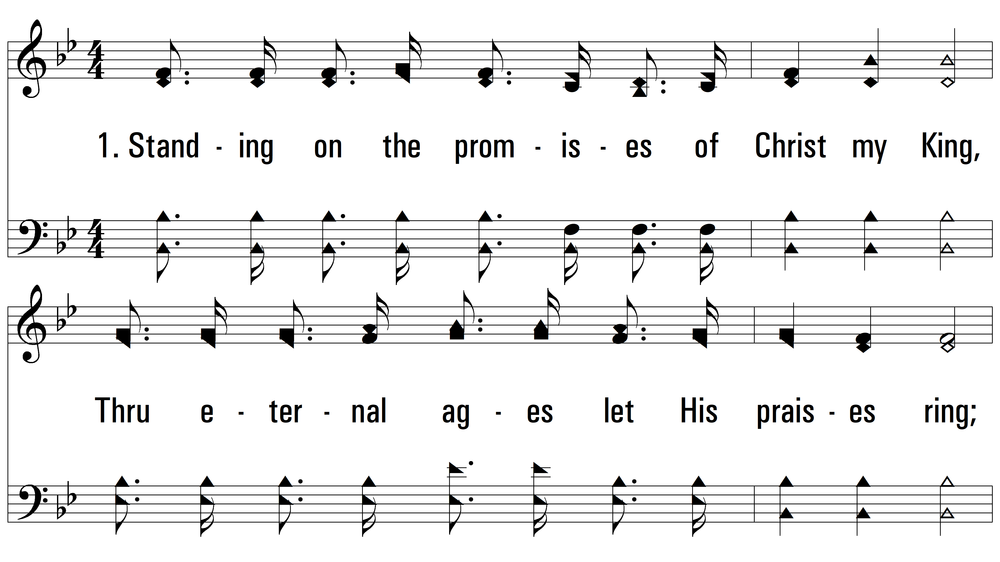 1. Stand - ing on the prom - is - es of Christ my King,
Thru e - ter - nal ag - es let His prais - es ring;